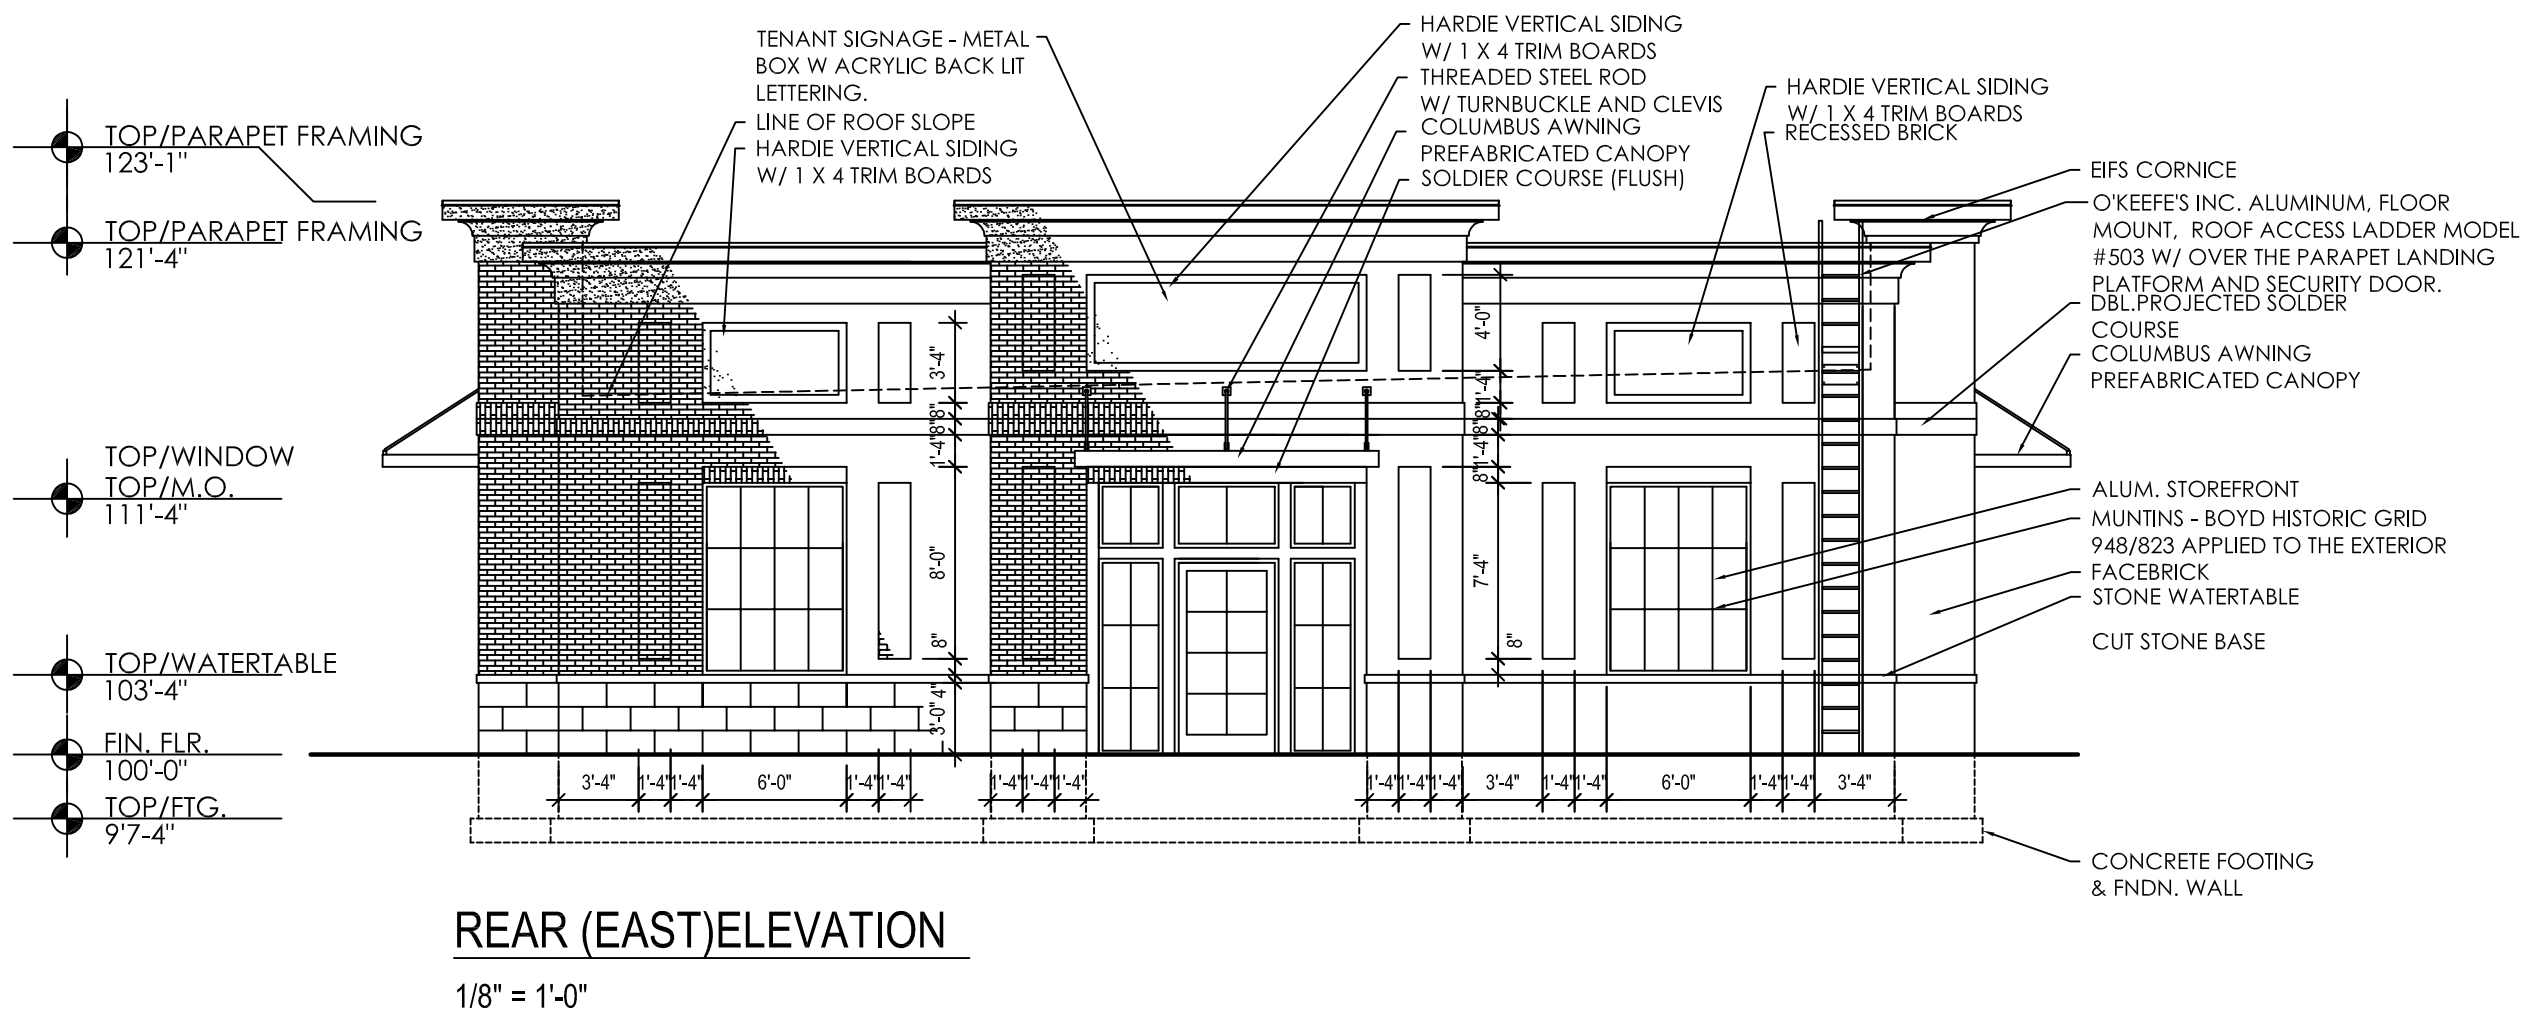 TENANT SIGNAGE - METAL
BOX W ACRYLIC BACK LIT
LETTERING.
LINE OF ROOF SLOPE
HARDIE VERTICAL SIDING
W/ 1 X 4 TRIM BOARDS
HARDIE VERTICAL SIDING
W/ 1 X 4 TRIM BOARDS
THREADED STEEL ROD
W/ TURNBUCKLE AND CLEVIS
COLUMBUS AWNING
PREFABRICATED CANOPY
SOLDIER COURSE (FLUSH)
HARDIE VERTICAL SIDING
W/ 1 X 4 TRIM BOARDS
RECESSED BRICK
EIFS CORNICE
O'KEEFE'S INC. ALUMINUM, FLOOR
MOUNT, ROOF ACCESS LADDER MODEL
#503 W/ OVER THE PARAPET LANDING
PLATFORM AND SECURITY DOOR.
DBL.PROJECTED SOLDER
COURSE
COLUMBUS AWNING
PREFABRICATED CANOPY
ALUM. STOREFRONT
MUNTINS - BOYD HISTORIC GRID
948/823 APPLIED TO THE EXTERIOR
FACEBRICK
STONE WATERTABLE
CUT STONE BASE
CONCRETE FOOTING
& FNDN. WALL
TOP/PARAPET FRAMING
123'-1"
TOP/PARAPET FRAMING
121'-4"
TOP/WINDOW
TOP/M.O.
111'-4"
TOP/WATERTABLE
103'-4"
FIN. FLR.
100'-0"
TOP/FTG.
9'7-4"
3'-4"
8"
8"
1'-4"
8'-0"
8"
4"
3'-0"
4'-0"
1'-4"
8"
8"
1'-4"
8"
7'-4"
8"
3'-4"
1'-4"
1'-4"
6'-0"
1'-4"
1'-4"
1'-4"
1'-4"
1'-4"
1'-4"
1'-4"
1'-4"
3'-4"
1'-4"
1'-4"
6'-0"
1'-4"
1'-4"
3'-4"
REAR (EAST)ELEVATION
1/8" = 1'-0"